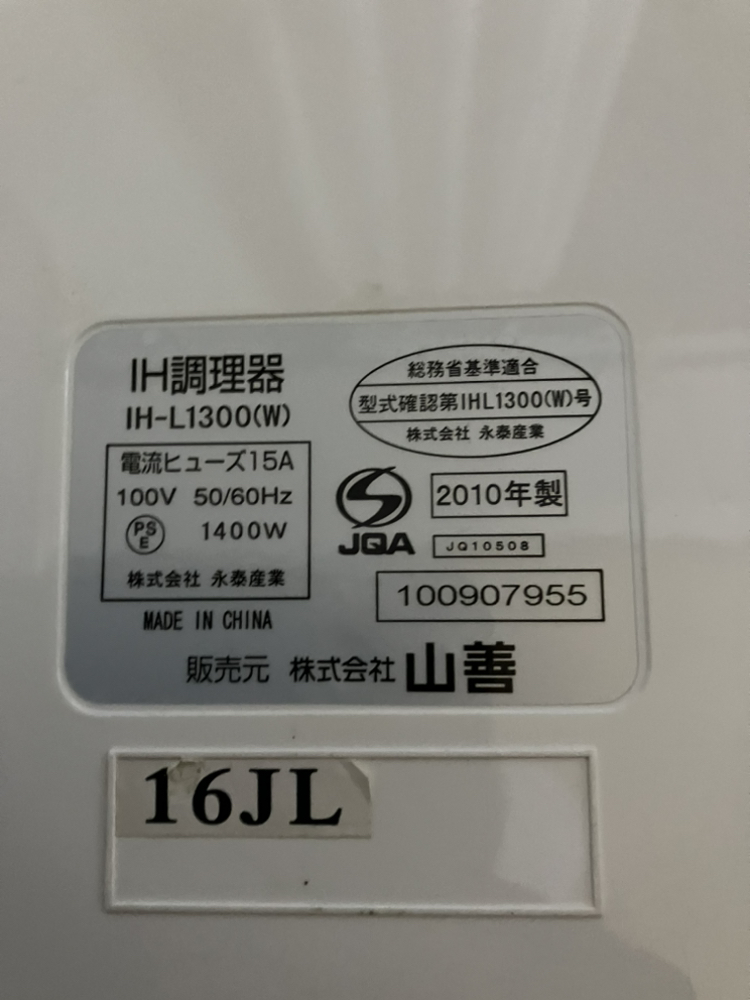 IH調理器
IH-L1300(W)
電流ヒューズ15A
100V 50/60Hz
PS
E
1400W
株式会社 永泰産業
MADE IN CHINA
総務省基準適合
型式確認第IHL1300(W)号
株式会社 永泰産業
JQA
2010年製
JQ10508
100907955
販売元 株式会社 山善
16JL